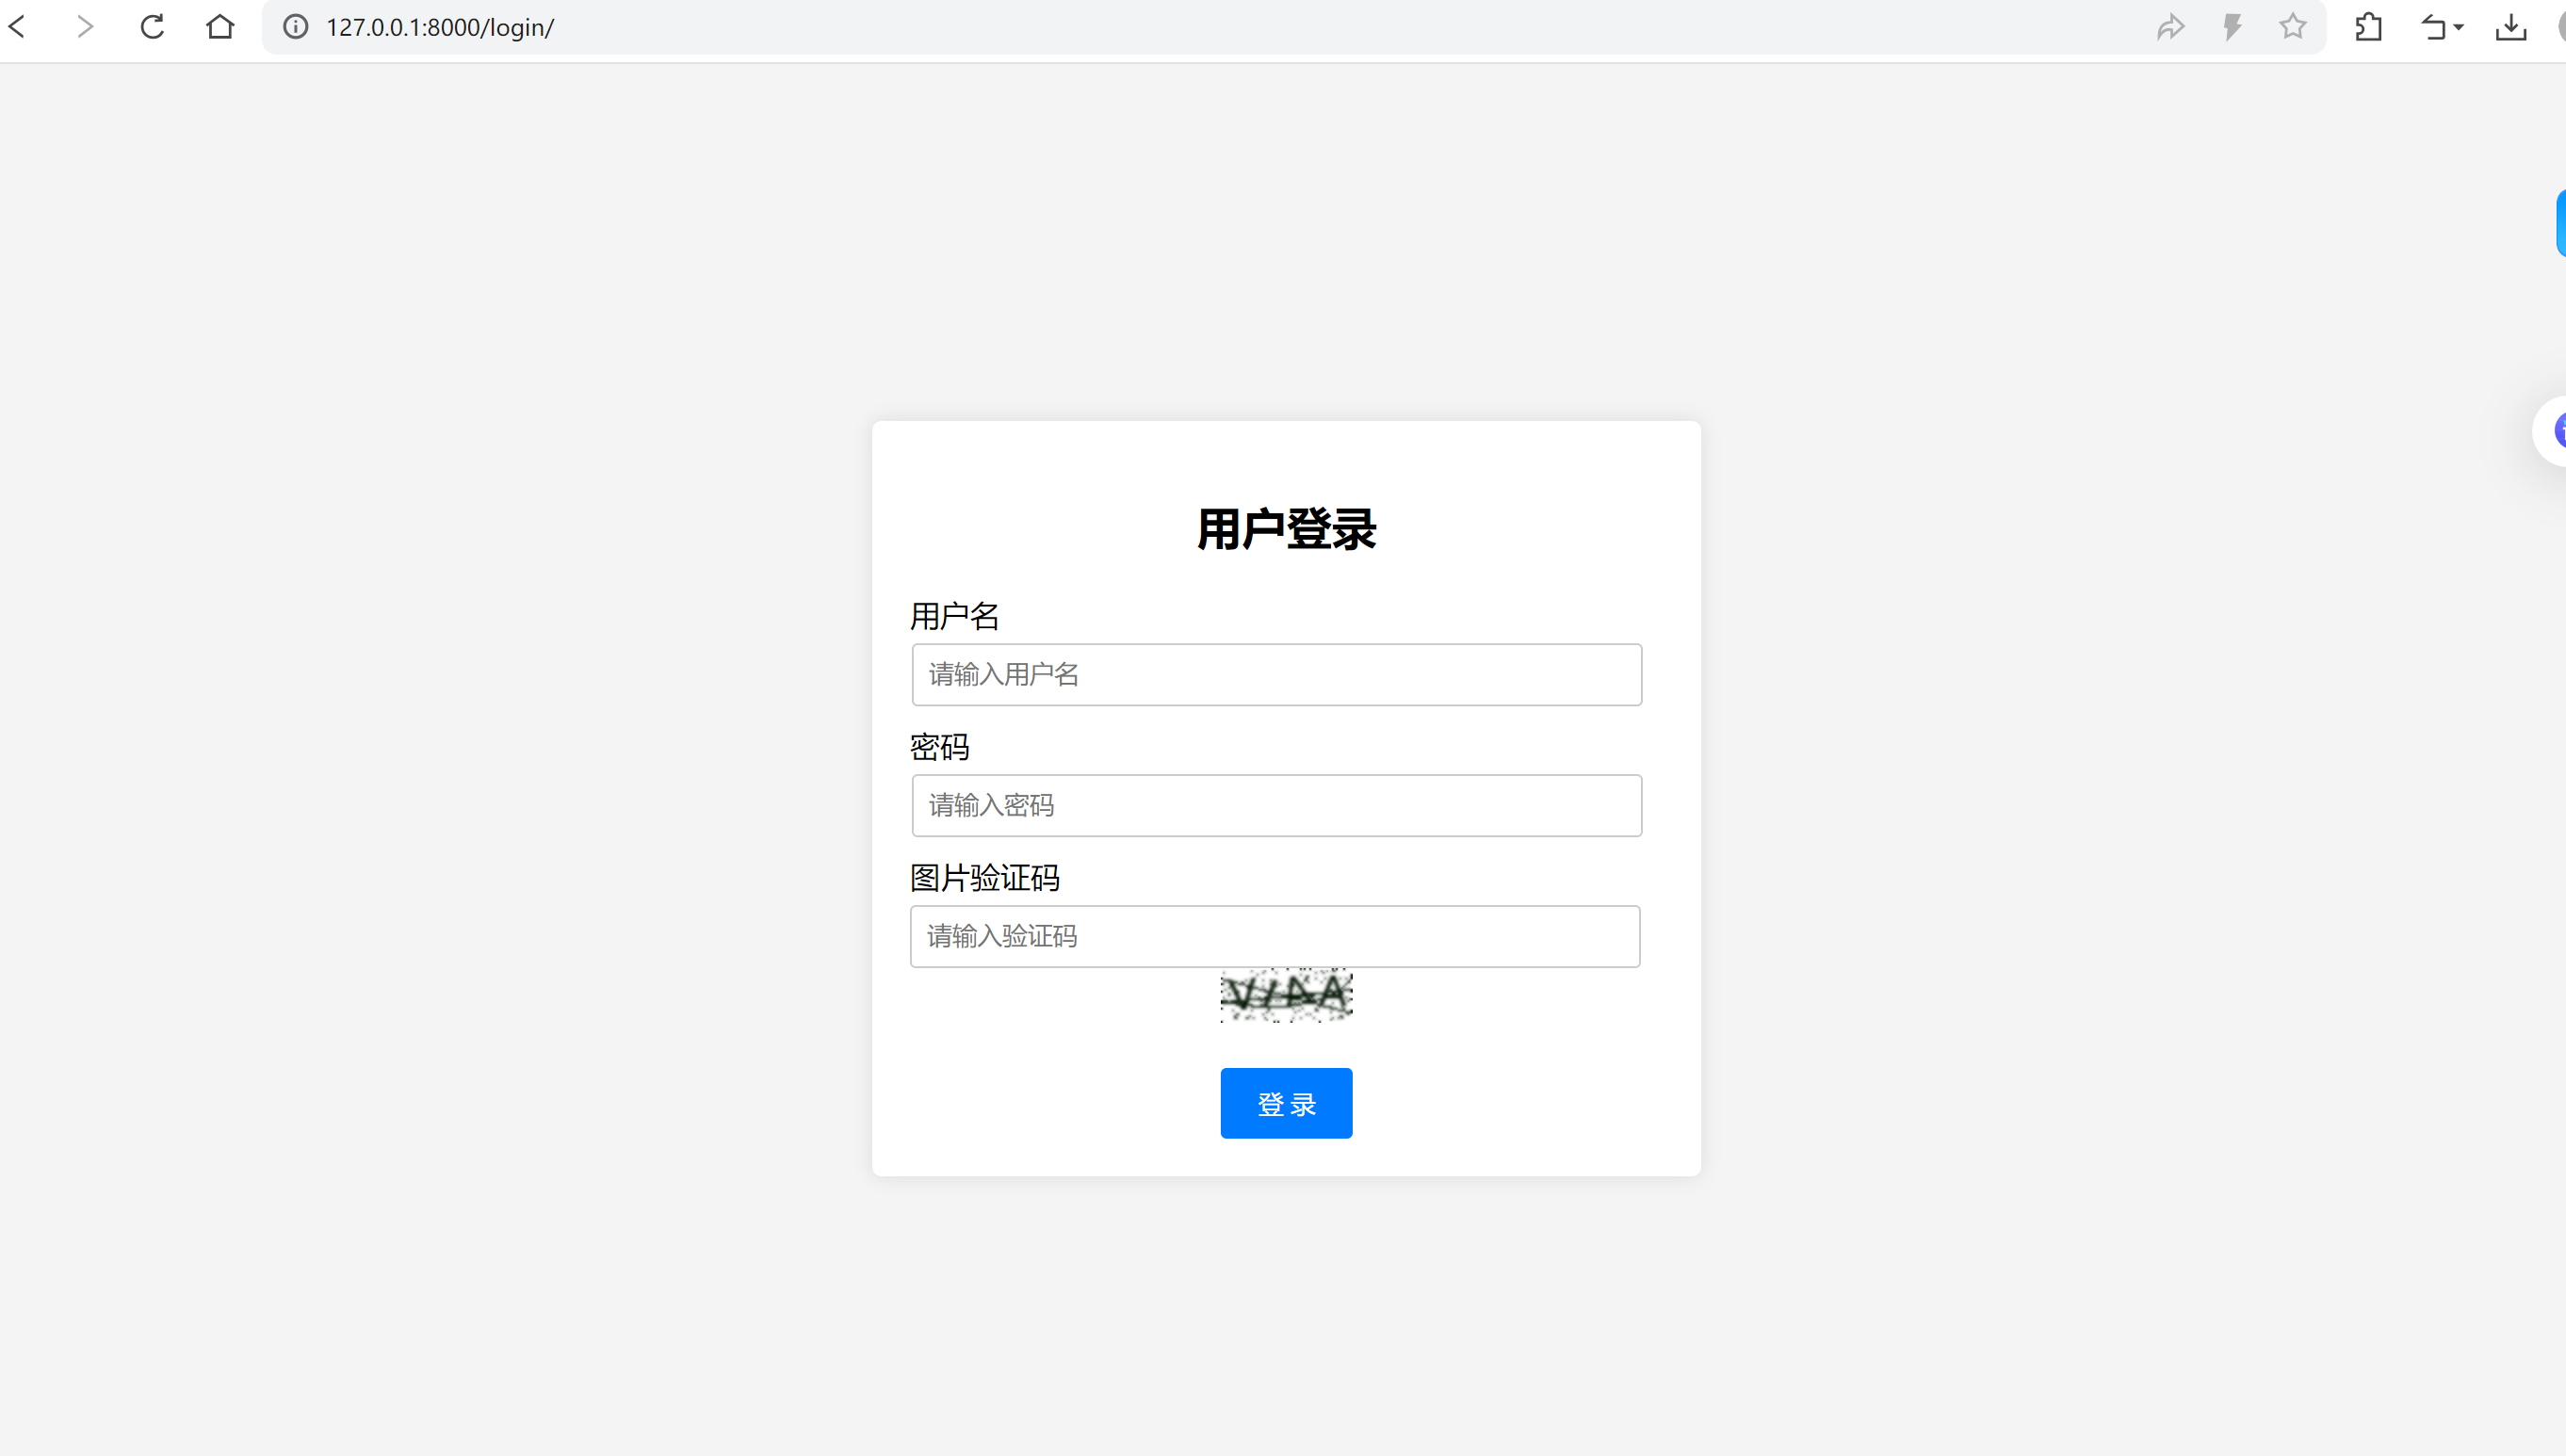 127.0.0.1:8000/login/
用户登录
用户名
请输入用户名
密码
请输入密码
图片验证码
请输入验证码
登 录